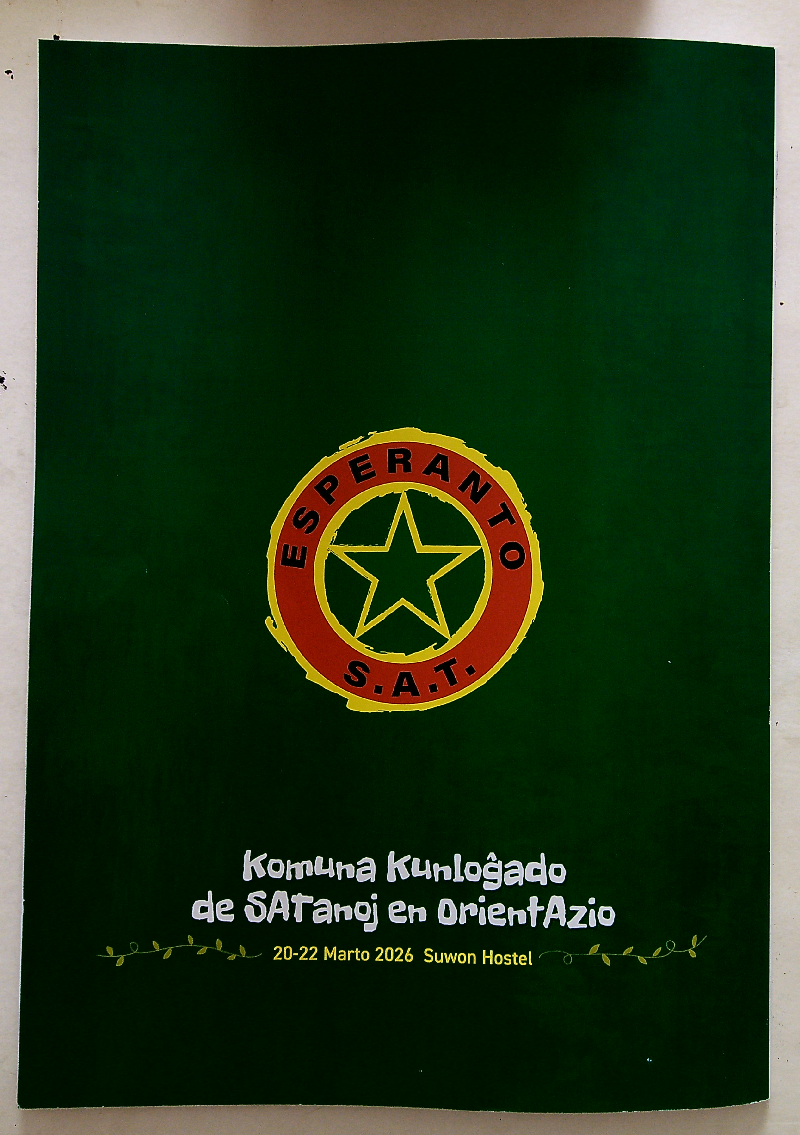 ESPERANTO
S.A.T.
Komuna Kunloĝado
de SATanoj en OrientAzio
20-22 Marto 2026 Suwon Hostel